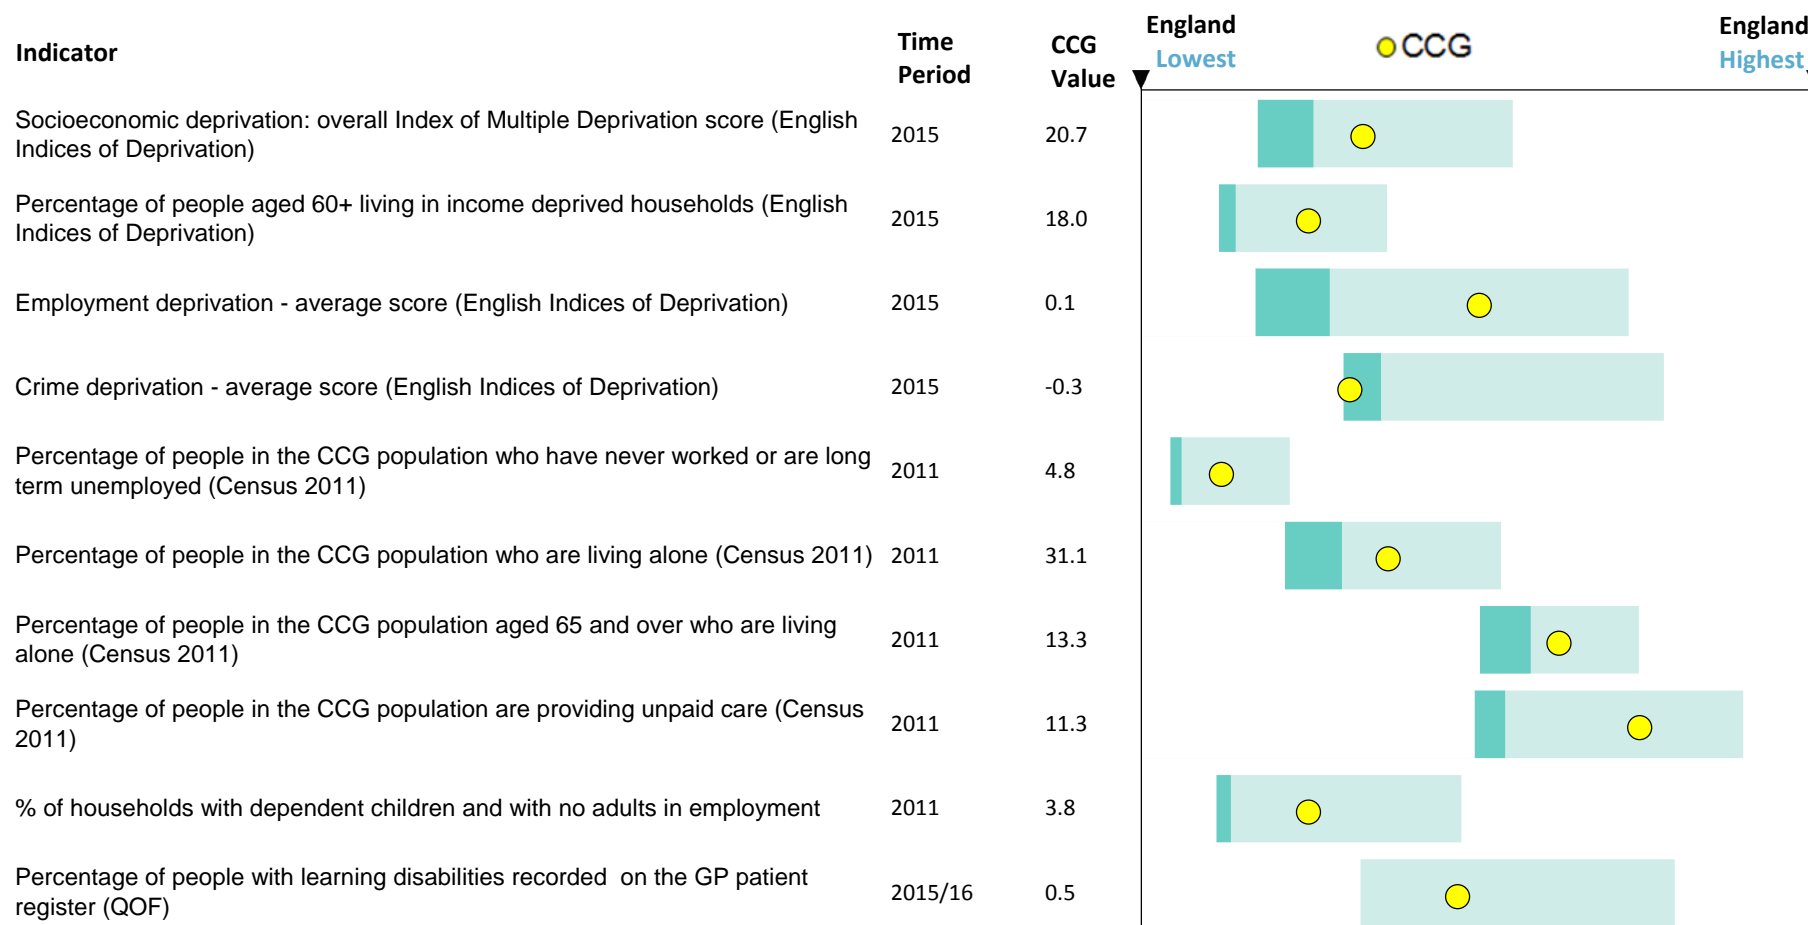 Indicator
Time
Period
CCG
Value
England
Lowest
CCG
England
Highest
Socioeconomic deprivation: overall Index of Multiple Deprivation score (English
Indices of Deprivation)
2015
20.7
Percentage of people aged 60+ living in income deprived households (English
Indices of Deprivation)
2015
18.0
Employment deprivation - average score (English Indices of Deprivation)
2015
0.1
Crime deprivation - average score (English Indices of Deprivation)
2015
-0.3
Percentage of people in the CCG population who have never worked or are long
term unemployed (Census 2011)
2011
4.8
Percentage of people in the CCG population who are living alone (Census 2011)
2011
31.1
Percentage of people in the CCG population aged 65 and over who are living
alone (Census 2011)
2011
13.3
Percentage of people in the CCG population are providing unpaid care (Census
2011)
2011
11.3
% of households with dependent children and with no adults in employment
2011
3.8
Percentage of people with learning disabilities recorded  on the GP patient
register (QOF)
2015/16
0.5